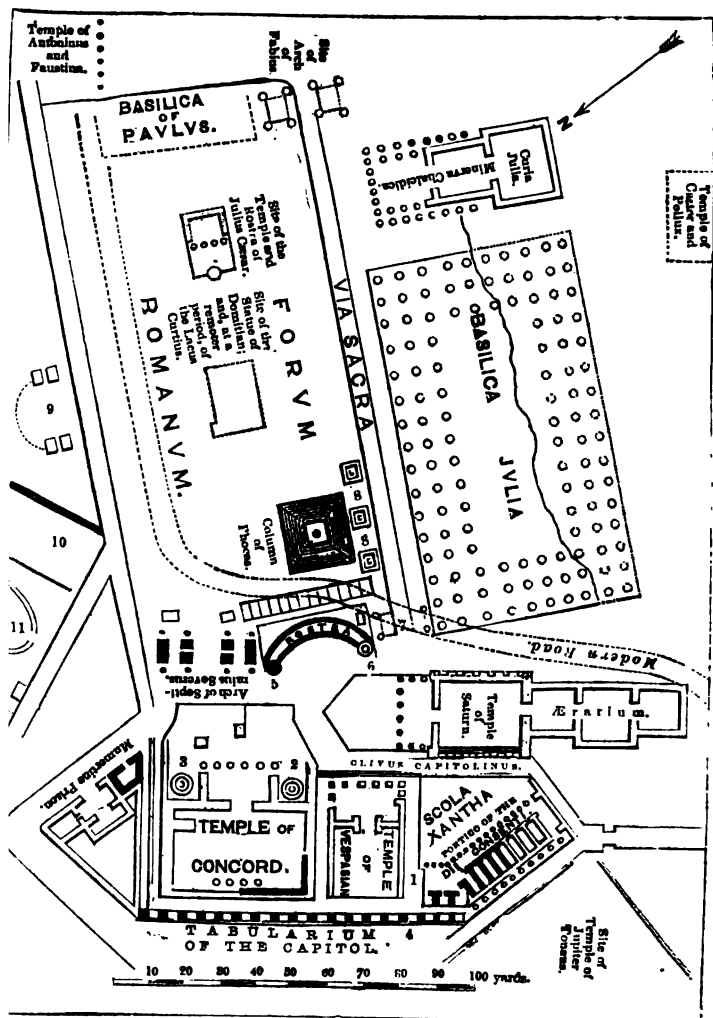 Temple of
Antoninus
and
Faustina.
Site
of
Arch
of
Fabius.
BASILICA
OF
PAVLVS.
N
Curia
Julia.
Minerva Chalcidica.
Temple of
Castor and
Pollux.
Site of the
Temple and
Rostra of
Julius Cæsar.
Site of the
Statue of
Domitian;
and, at a
remoter
period, of
the Lacus
Curtius.
FORVM
ROMANVM.
VIA SACRA
BASILICA
JVLIA
9
8
8
Column
of
Phocas.
10
11
ROSTRA
7
5
6
Arch of Septi-
mius Severus.
Modern Road.
Temple
of
Saturn.
Ærarium.
Mamertine Prison.
3
2
CLIVUS CAPITOLINUS.
TEMPLE OF
CONCORD.
TEMPLE
OF
VESPASIAN
SCOLA
XANTHA
PORTICO OF THE
DII CONSENTES
1
TABULARIUM
OF THE CAPITOL.
4
Site of
Temple of
Jupiter
Tonans.
10 20 30 40 50 60 70 80 90 100 yards.